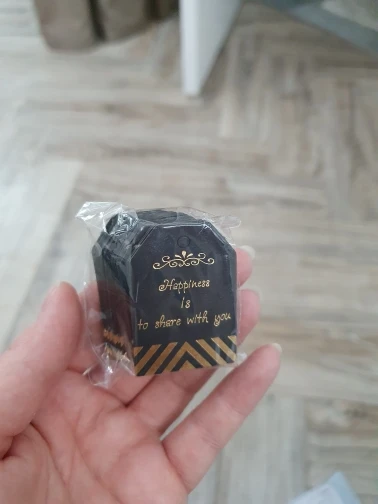 Happiness
is
to share with you